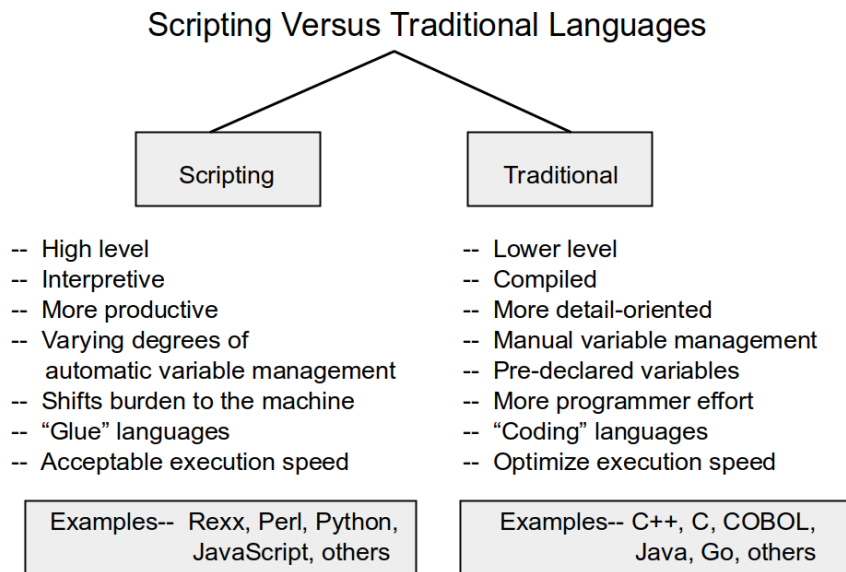 Scripting Versus Traditional Languages
Scripting
-- High level
-- Interpretive
-- More productive
-- Varying degrees of
automatic variable management
-- Shifts burden to the machine
-- “Glue” languages
-- Acceptable execution speed
Examples-- Rexx, Perl, Python,
JavaScript, others
Traditional
-- Lower level
-- Compiled
-- More detail-oriented
-- Manual variable management
-- Pre-declared variables
-- More programmer effort
-- “Coding” languages
-- Optimize execution speed
Examples-- C++, C, COBOL,
Java, Go, others